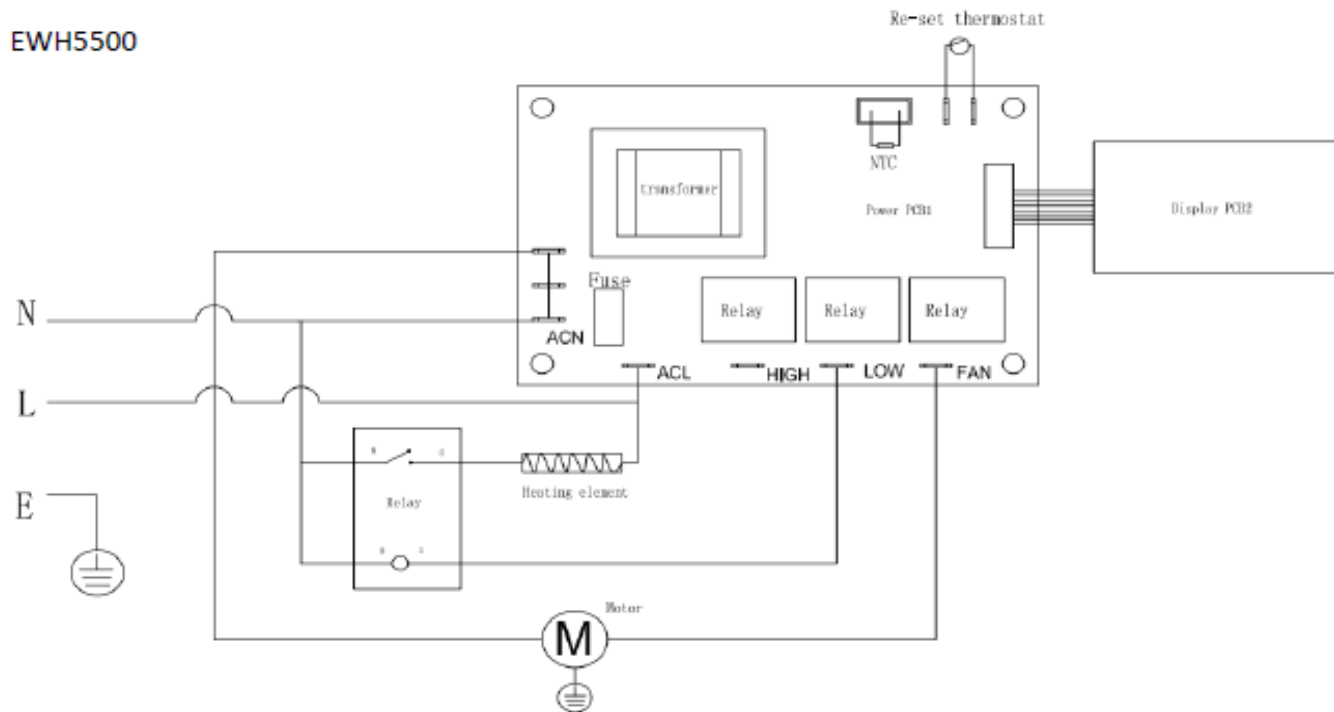 EWH5500
Re-set thermostat
NTC
transformer
Power PCB1
Display PCB2
Fuse
Relay
Relay
Relay
N
ACN
ACL
HIGH
LOW
FAN
L
Heating element
Relay
E
Motor
M